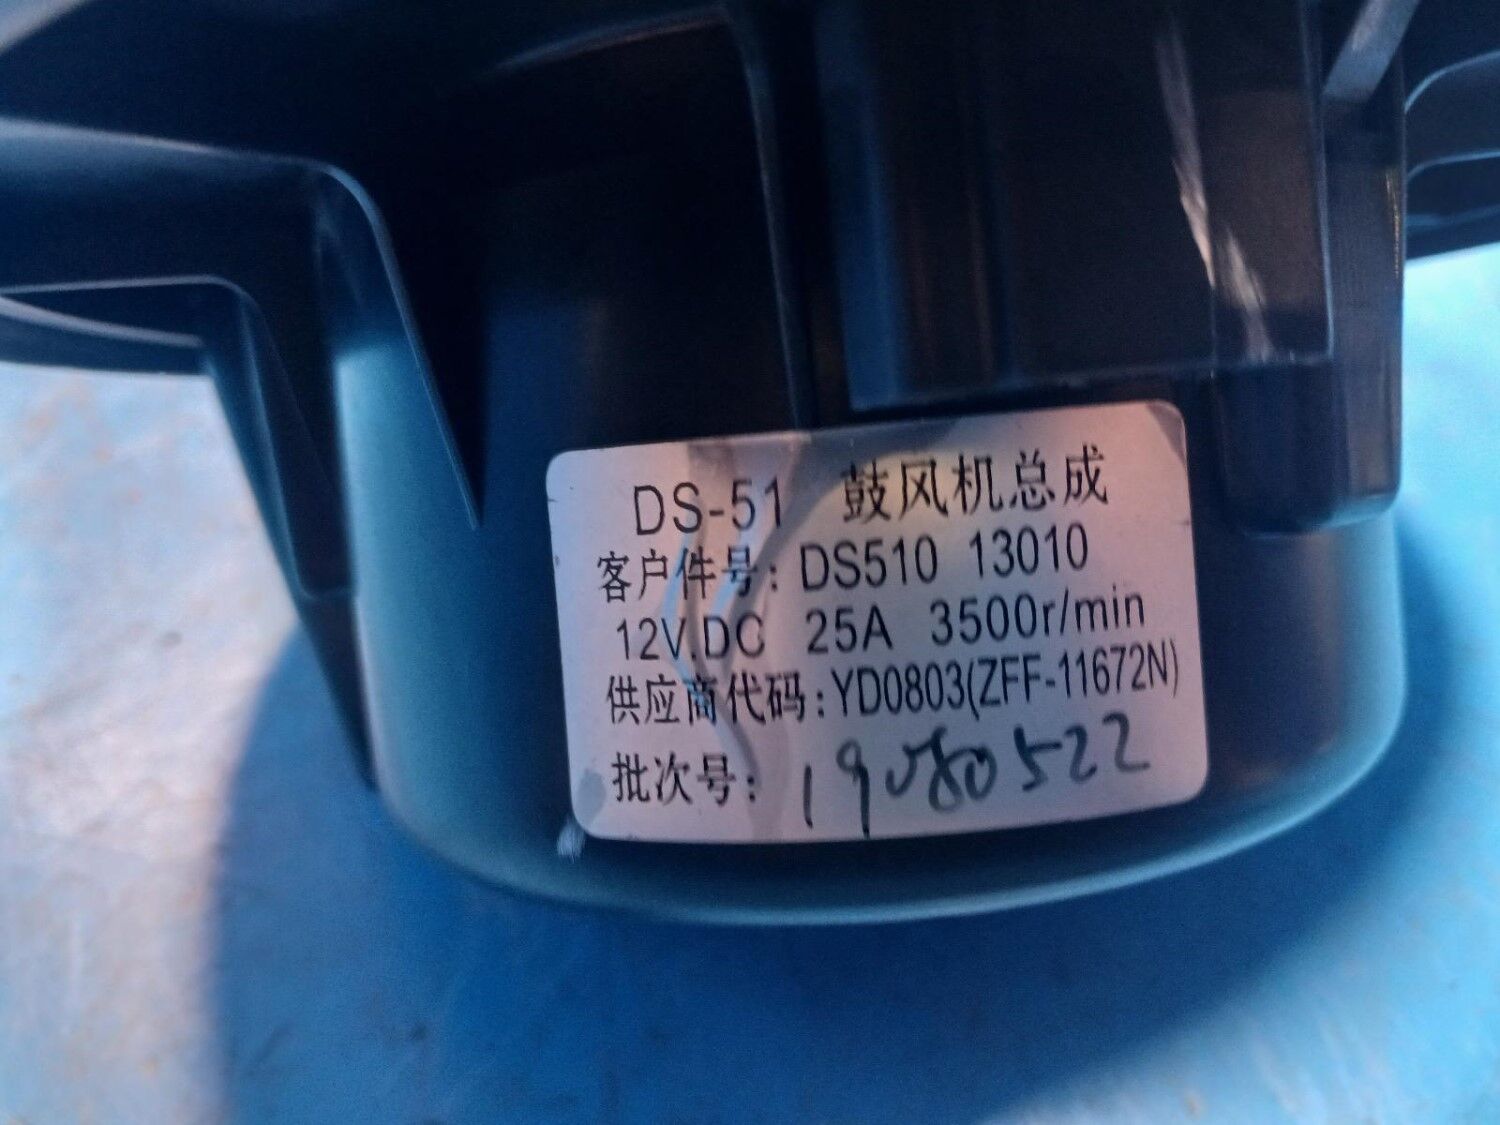 DS-51 鼓风机总成
客户件号: DS510 13010
12V.DC 25A 3500r/min
供应商代码:YD0803(ZFF-11672N)
批次号: 19080522